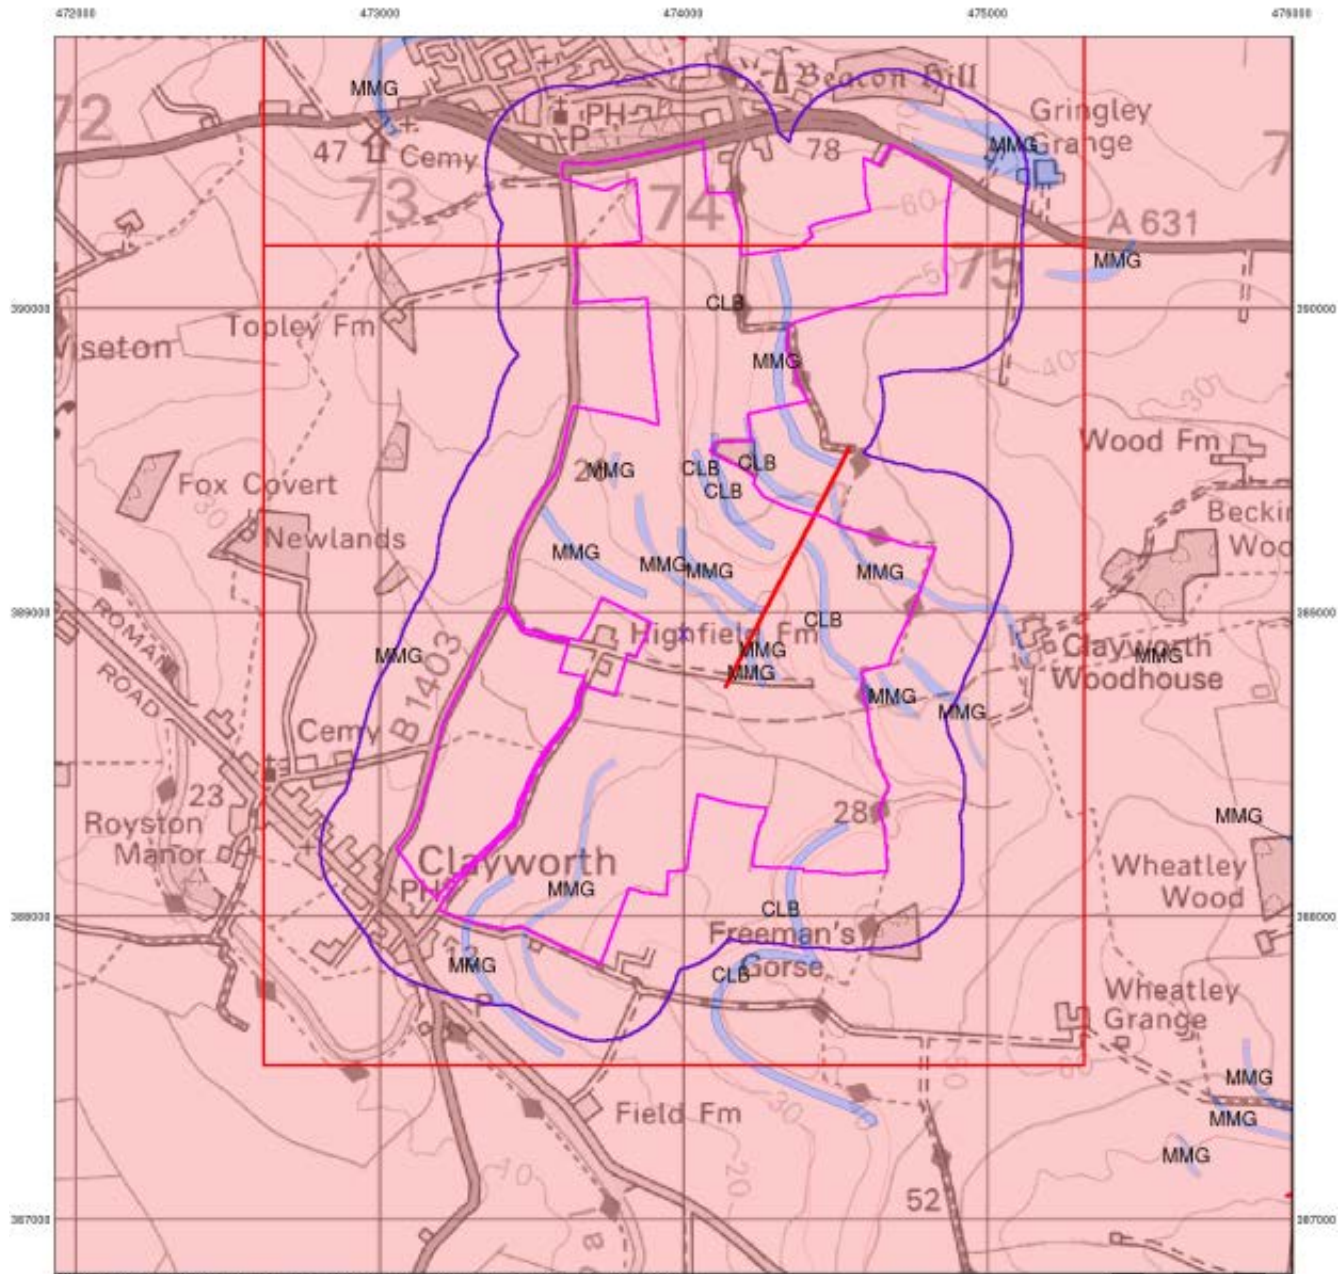 472000 473000 474000 475000 476000
Beacon Hill
MMG
72
PH
P
Gringley
Grange
MMG
47
Cemy
78
73
74
60
A 631
MMG
75
50
390000
CLB
390000
Topley Fm
Wiseton
MMG
40
30
Wood Fm
MMG
CLB
CLB
CLB
Fox Covert
30
Newlands
MMG
MMG
MMG
MMG
389000
389000
ROMAN
ROAD
CLB
Highfield Fm
MMG
MMG
MMG
B 1403
Clayworth
Woodhouse
MMG
MMG
MMG
Cemy
23
28
MMG
Royston
Manor
Clayworth
MMG
Wheatley
Wood
PH
388000
388000
CLB
Freeman's
Gorse
MMG
CLB
P
Wheatley
Grange
MMG
Field Fm
30
MMG
40
20
MMG
52
387000
387000